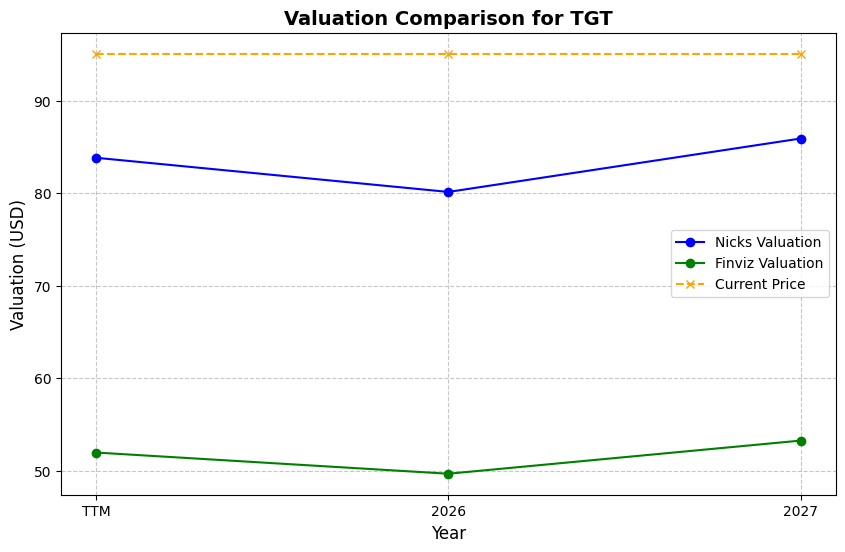 Valuation Comparison for TGT
Valuation (USD)
90
80
70
60
50
Nicks Valuation
Finviz Valuation
Current Price
TTM
2026
2027
Year